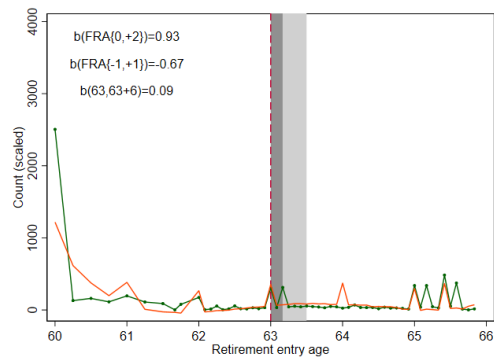 4000
b(FRA{0,+2})=0.93
b(FRA{-1,+1})=-0.67
b(63,63+6)=0.09
3000
Count (scaled)
2000
1000
0
60 61 62 63 64 65 66
Retirement entry age